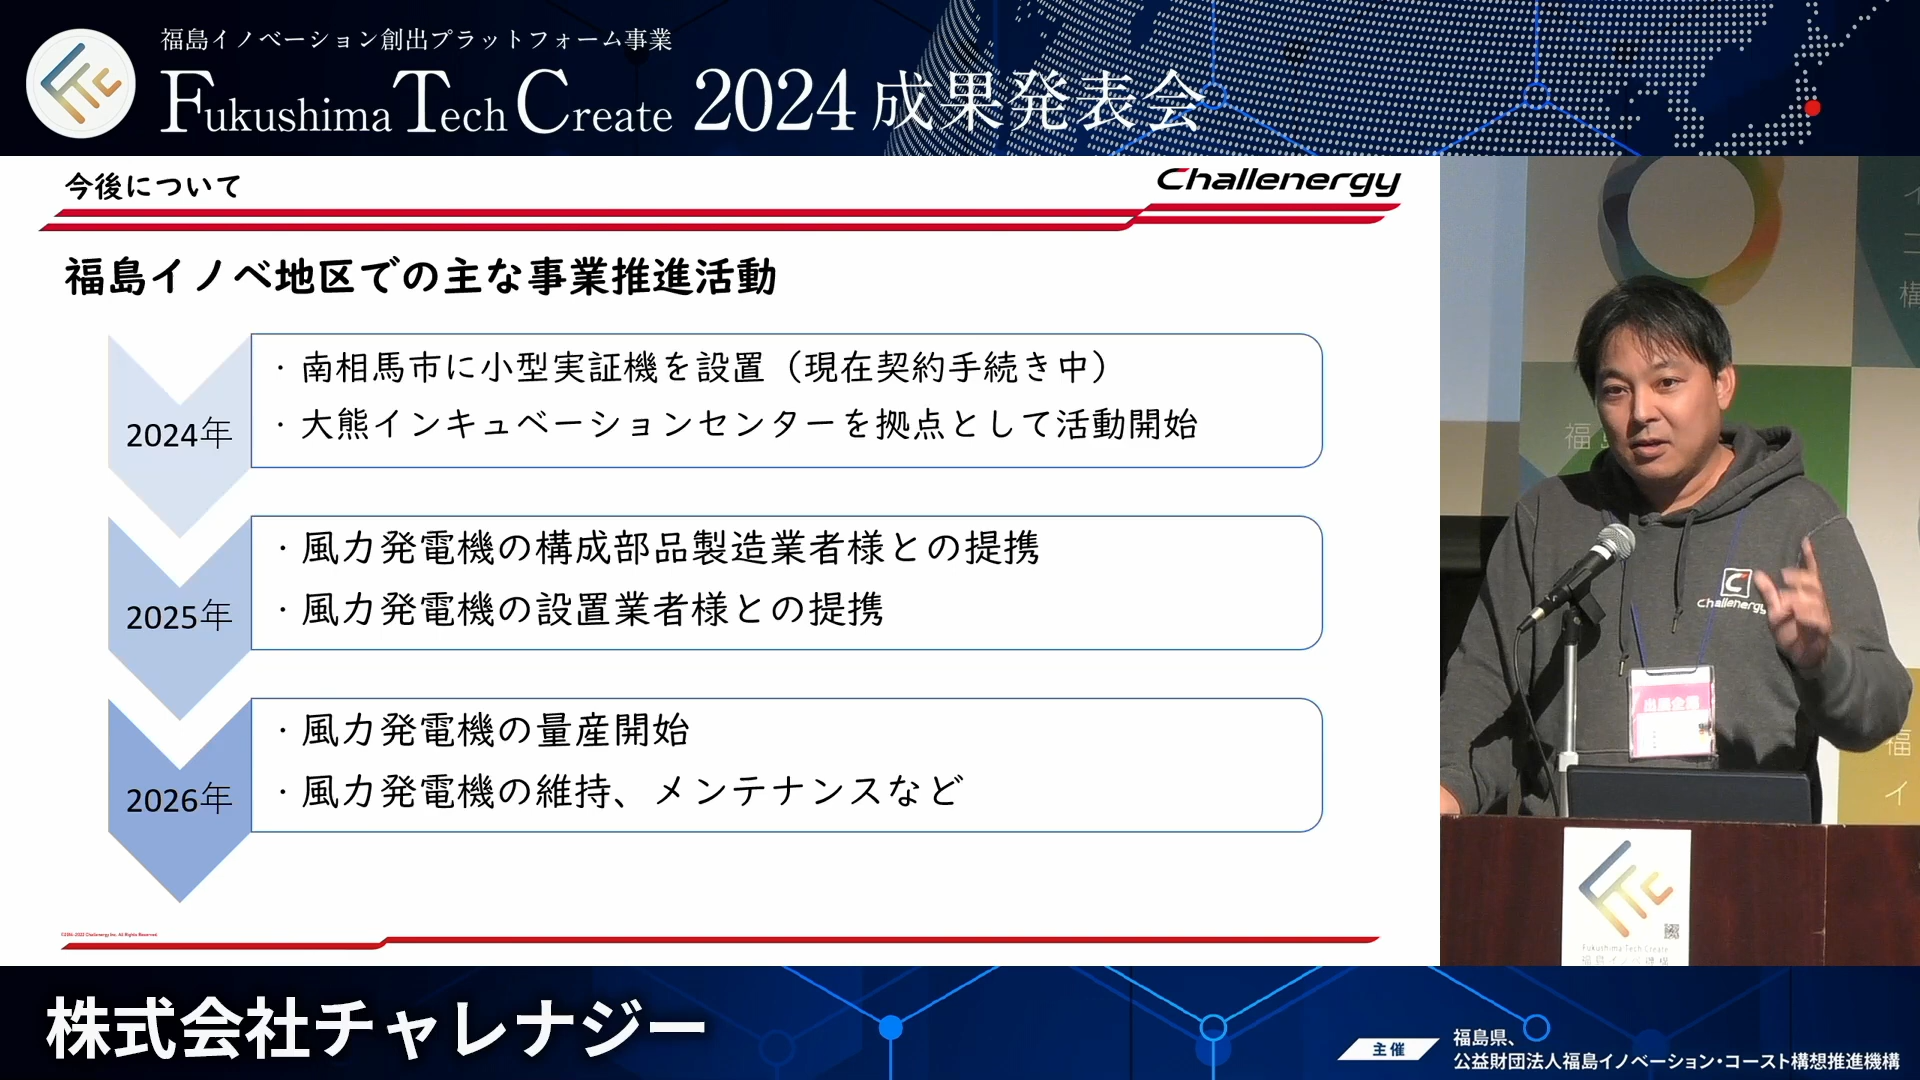 福島イノベーション創出プラットフォーム事業
Fukushima Tech Create 2024 成果発表会
今後について
Challenergy
福島イノベ地区での主な事業推進活動
2024年
・南相馬市に小型実証機を設置（現在契約手続き中）
・大熊インキュベーションセンターを拠点として活動開始
2025年
・風力発電機の構成部品製造業者様との提携
・風力発電機の設置業者様との提携
2026年
・風力発電機の量産開始
・風力発電機の維持、メンテナンスなど
Challenergy
出展企業
Fukushima Tech Create
株式会社チャレナジー
主催
福島県、
公益財団法人福島イノベーション・コースト構想推進機構